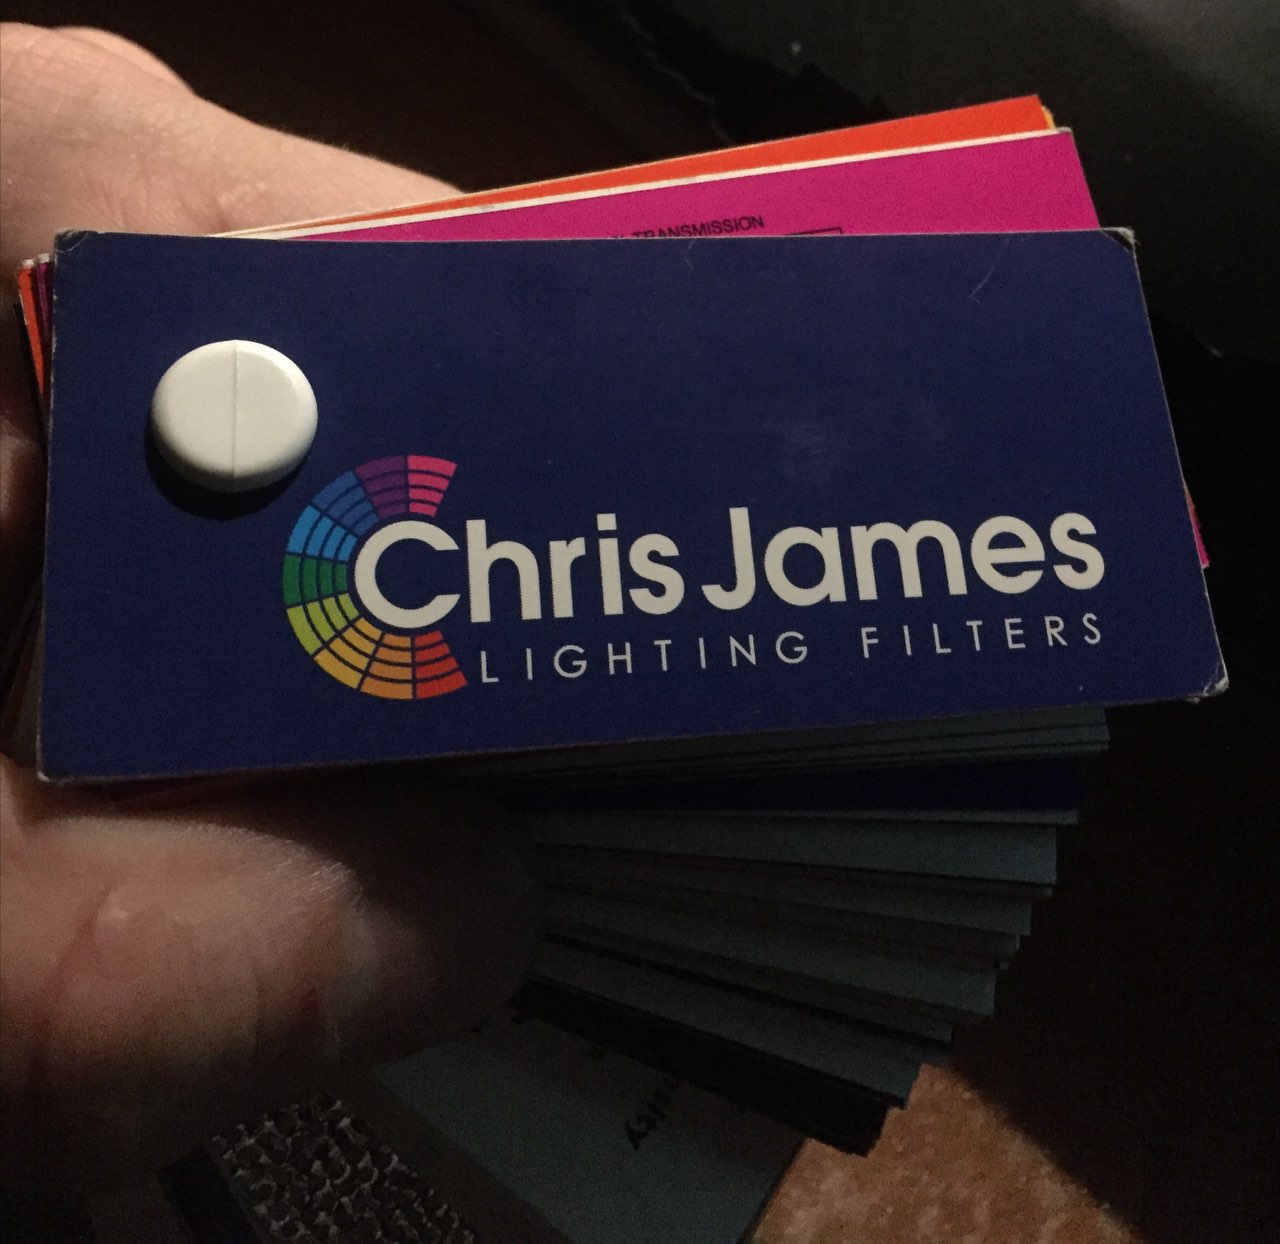 % TRANSMISSION
Chris James
LIGHTING FILTERS